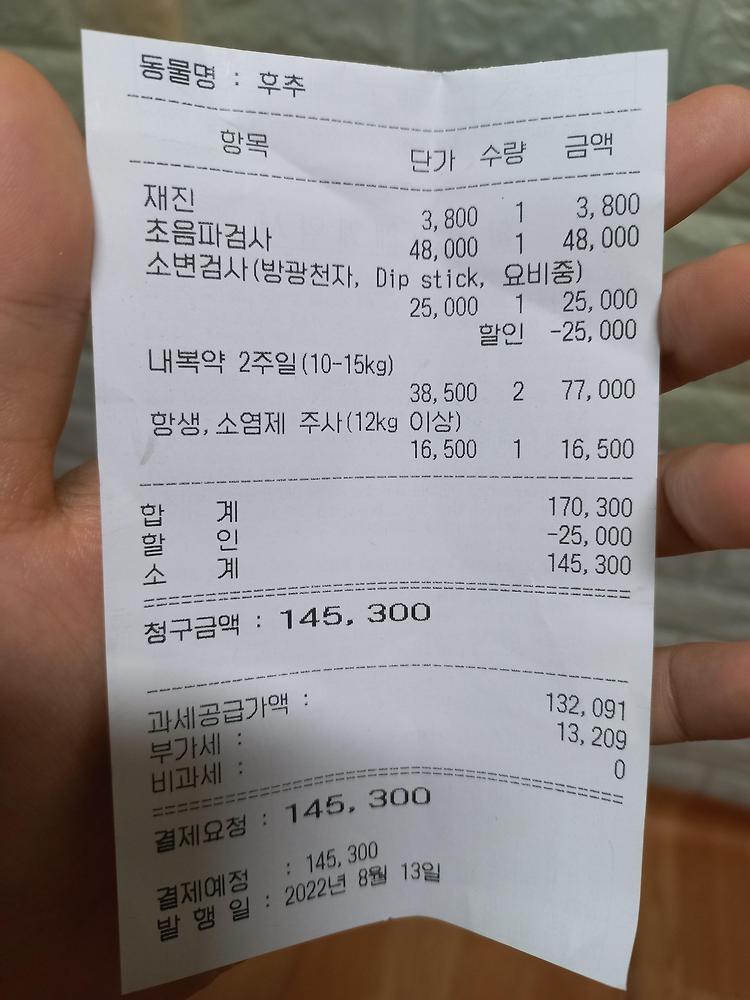 동물명 : 후추
항목 단가 수량 금액
재진 3,800 1 3,800
초음파검사 48,000 1 48,000
소변검사(방광천자, Dip stick, 요비중)
25,000 1 25,000
할인 -25,000
내복약 2주일(10-15kg)
38,500 2 77,000
항생,소염제 주사(12kg 이상)
16,500 1 16,500
합 계 170,300
할 인 -25,000
소 계 145,300
청구금액 : 145,300
과세공급가액 : 132,091
부가세 : 13,209
비과세 : 0
결제요청 : 145,300
결제예정 : 145,300
발 행 일 : 2022년 8월 13일